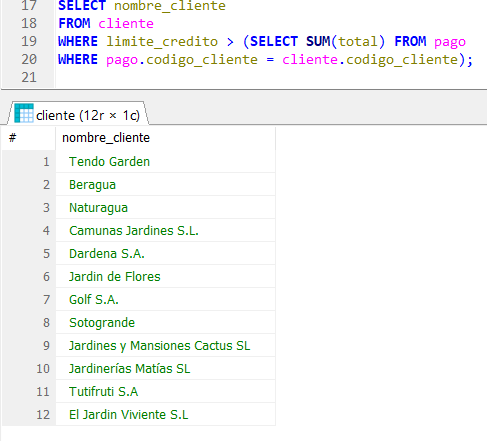 17 SELECT nombre_cliente
18 FROM cliente
19 WHERE limite_credito > (SELECT SUM(total) FROM pago
20 WHERE pago.codigo_cliente = cliente.codigo_cliente);
21
cliente (12r × 1c)
# nombre_cliente
1 Tendo Garden
2 Beragua
3 Naturagua
4 Camunas Jardines S.L.
5 Dardena S.A.
6 Jardin de Flores
7 Golf S.A.
8 Sotogrande
9 Jardines y Mansiones Cactus SL
10 Jardinerías Matías SL
11 Tutifruti S.A
12 El Jardin Viviente S.L